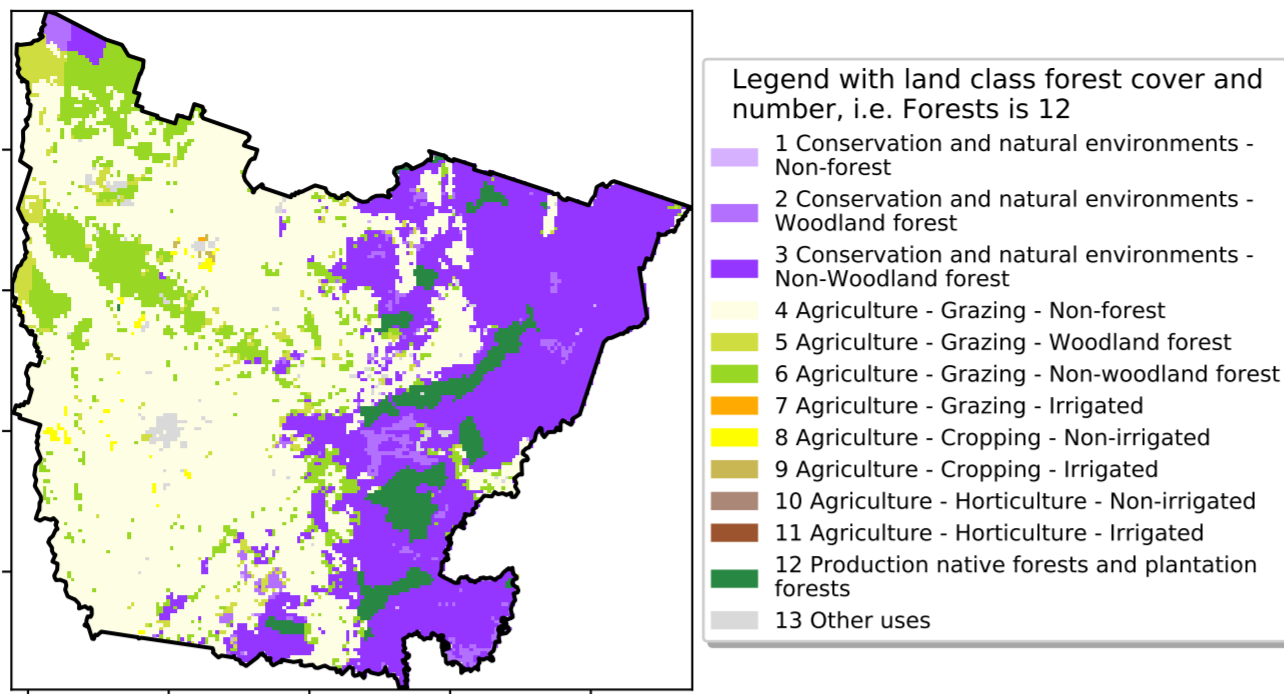 Legend with land class forest cover and
number, i.e. Forests is 12
1 Conservation and natural environments -
Non-forest
2 Conservation and natural environments -
Woodland forest
3 Conservation and natural environments -
Non-Woodland forest
4 Agriculture - Grazing - Non-forest
5 Agriculture - Grazing - Woodland forest
6 Agriculture - Grazing - Non-woodland forest
7 Agriculture - Grazing - Irrigated
8 Agriculture - Cropping - Non-irrigated
9 Agriculture - Cropping - Irrigated
10 Agriculture - Horticulture - Non-irrigated
11 Agriculture - Horticulture - Irrigated
12 Production native forests and plantation
forests
13 Other uses